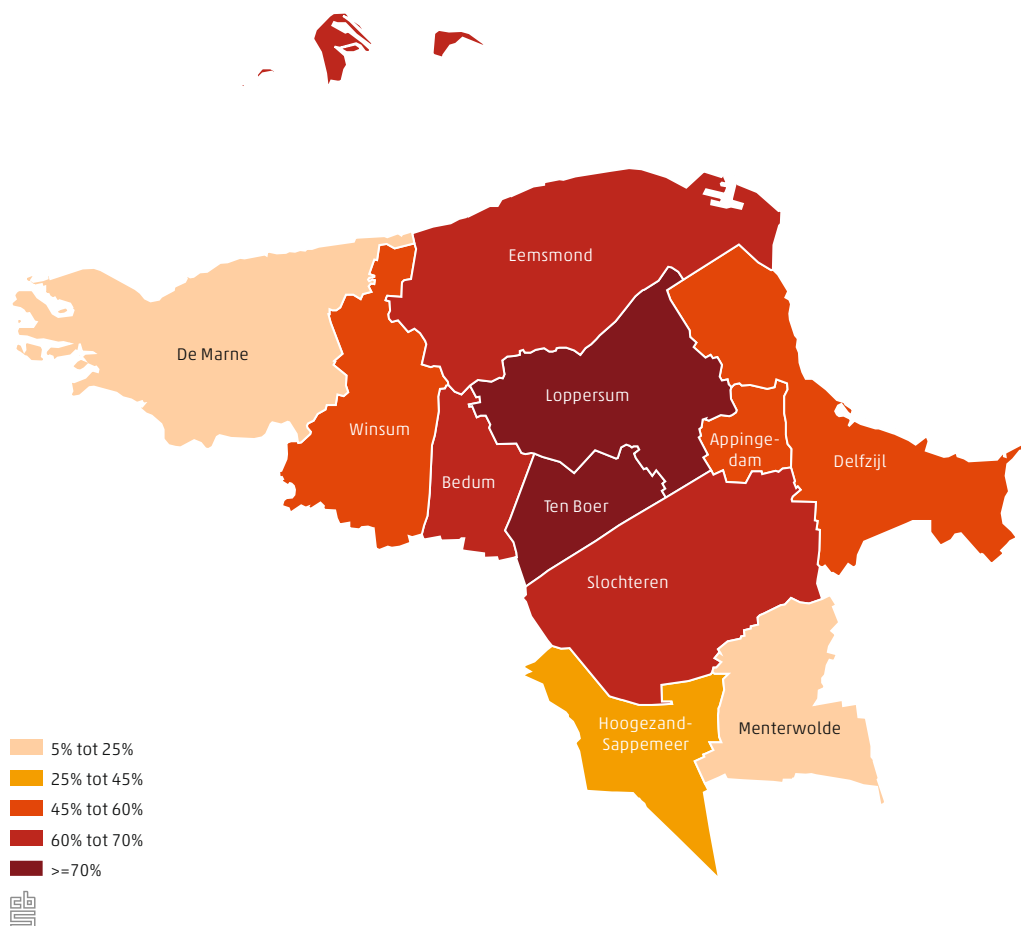 Eemsmond
De Marne
Loppersum
Winsum
Appinge-
dam
Delfzijl
Bedum
Ten Boer
Slochteren
Hoogezand-
Sappemeer
Menterwolde
5% tot 25%
25% tot 45%
45% tot 60%
60% tot 70%
>=70%
cbs